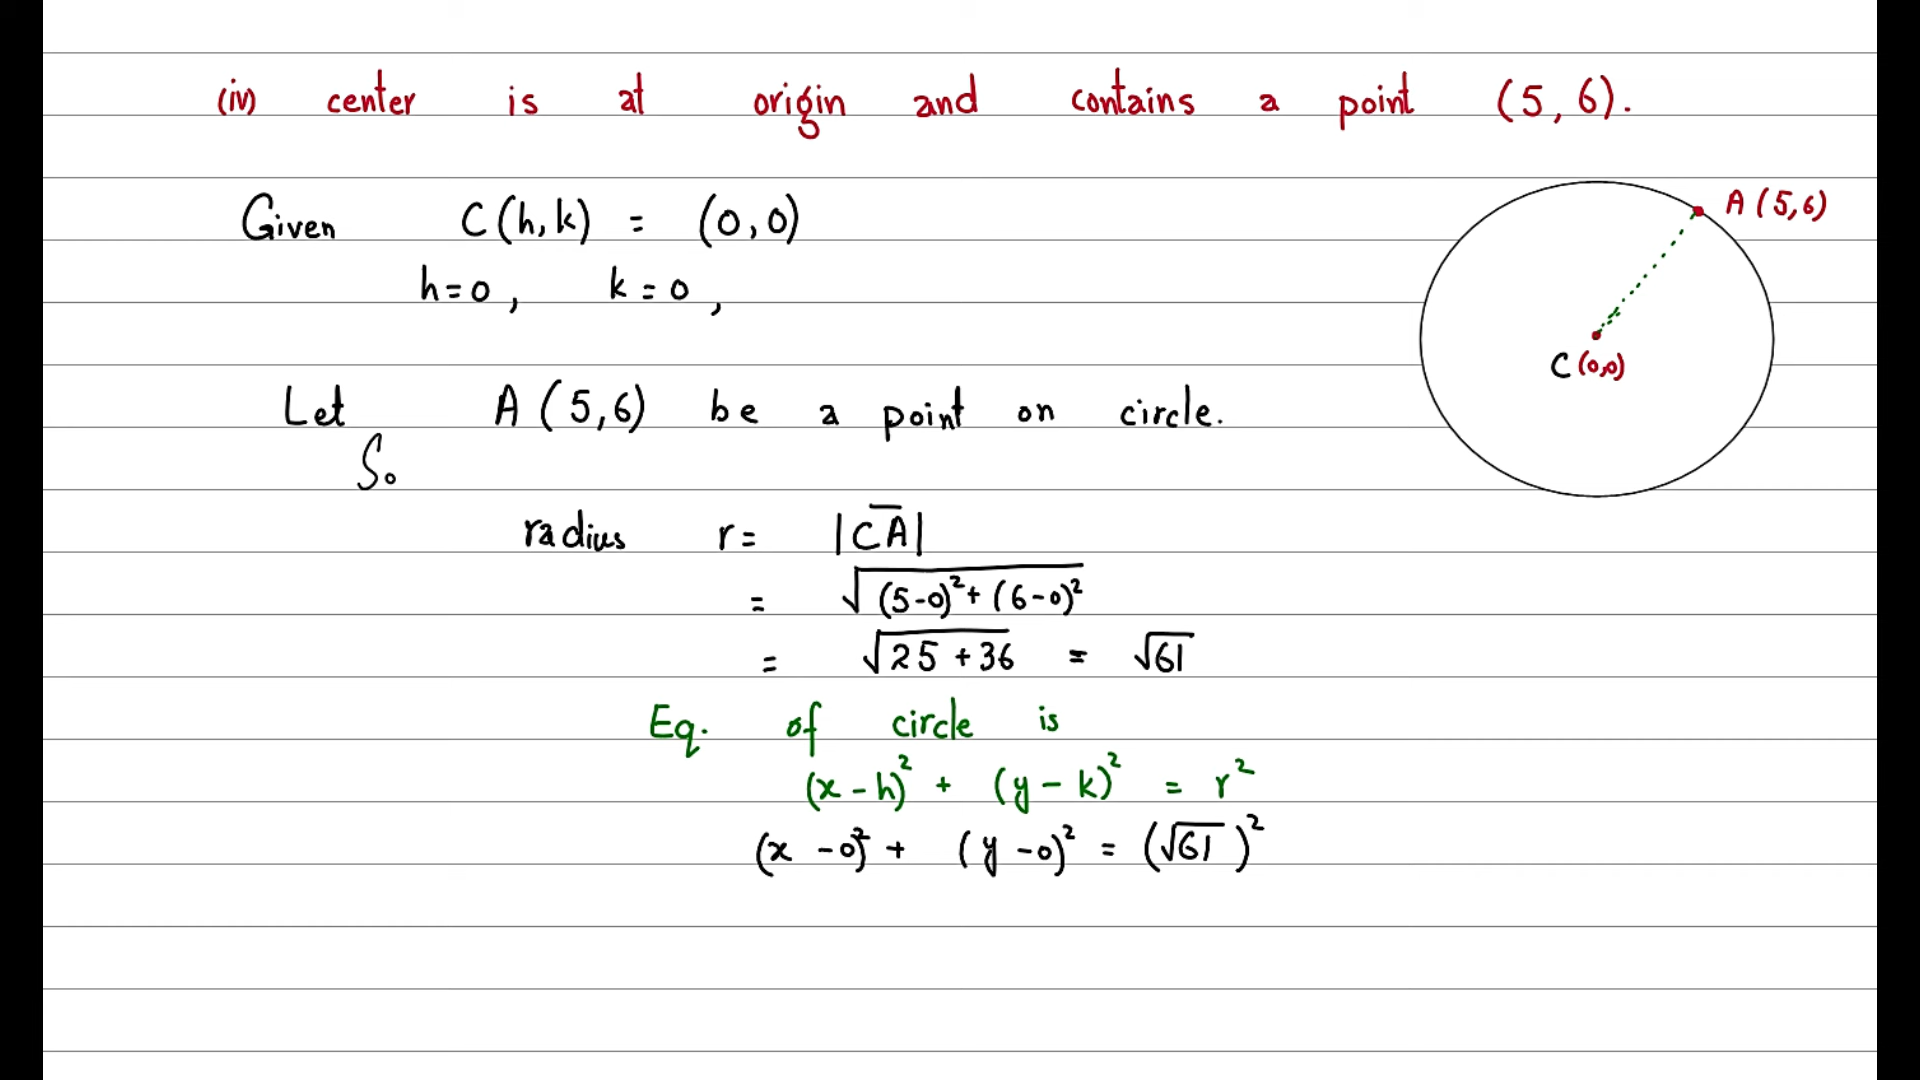 (iv) center is at origin and contains a point (5, 6).
Given C(h,k) = (0,0)
h=0, k=0,
A(5,6)
C(0,0)
Let A(5,6) be a point on circle.
So
radius r= |C̅A̅|
= √((5-0)²+(6-0)²)
= √(25+36) = √61
Eq. of circle is
(x-h)² + (y-k)² = r²
(x-0)² + (y-0)² = (√61)²